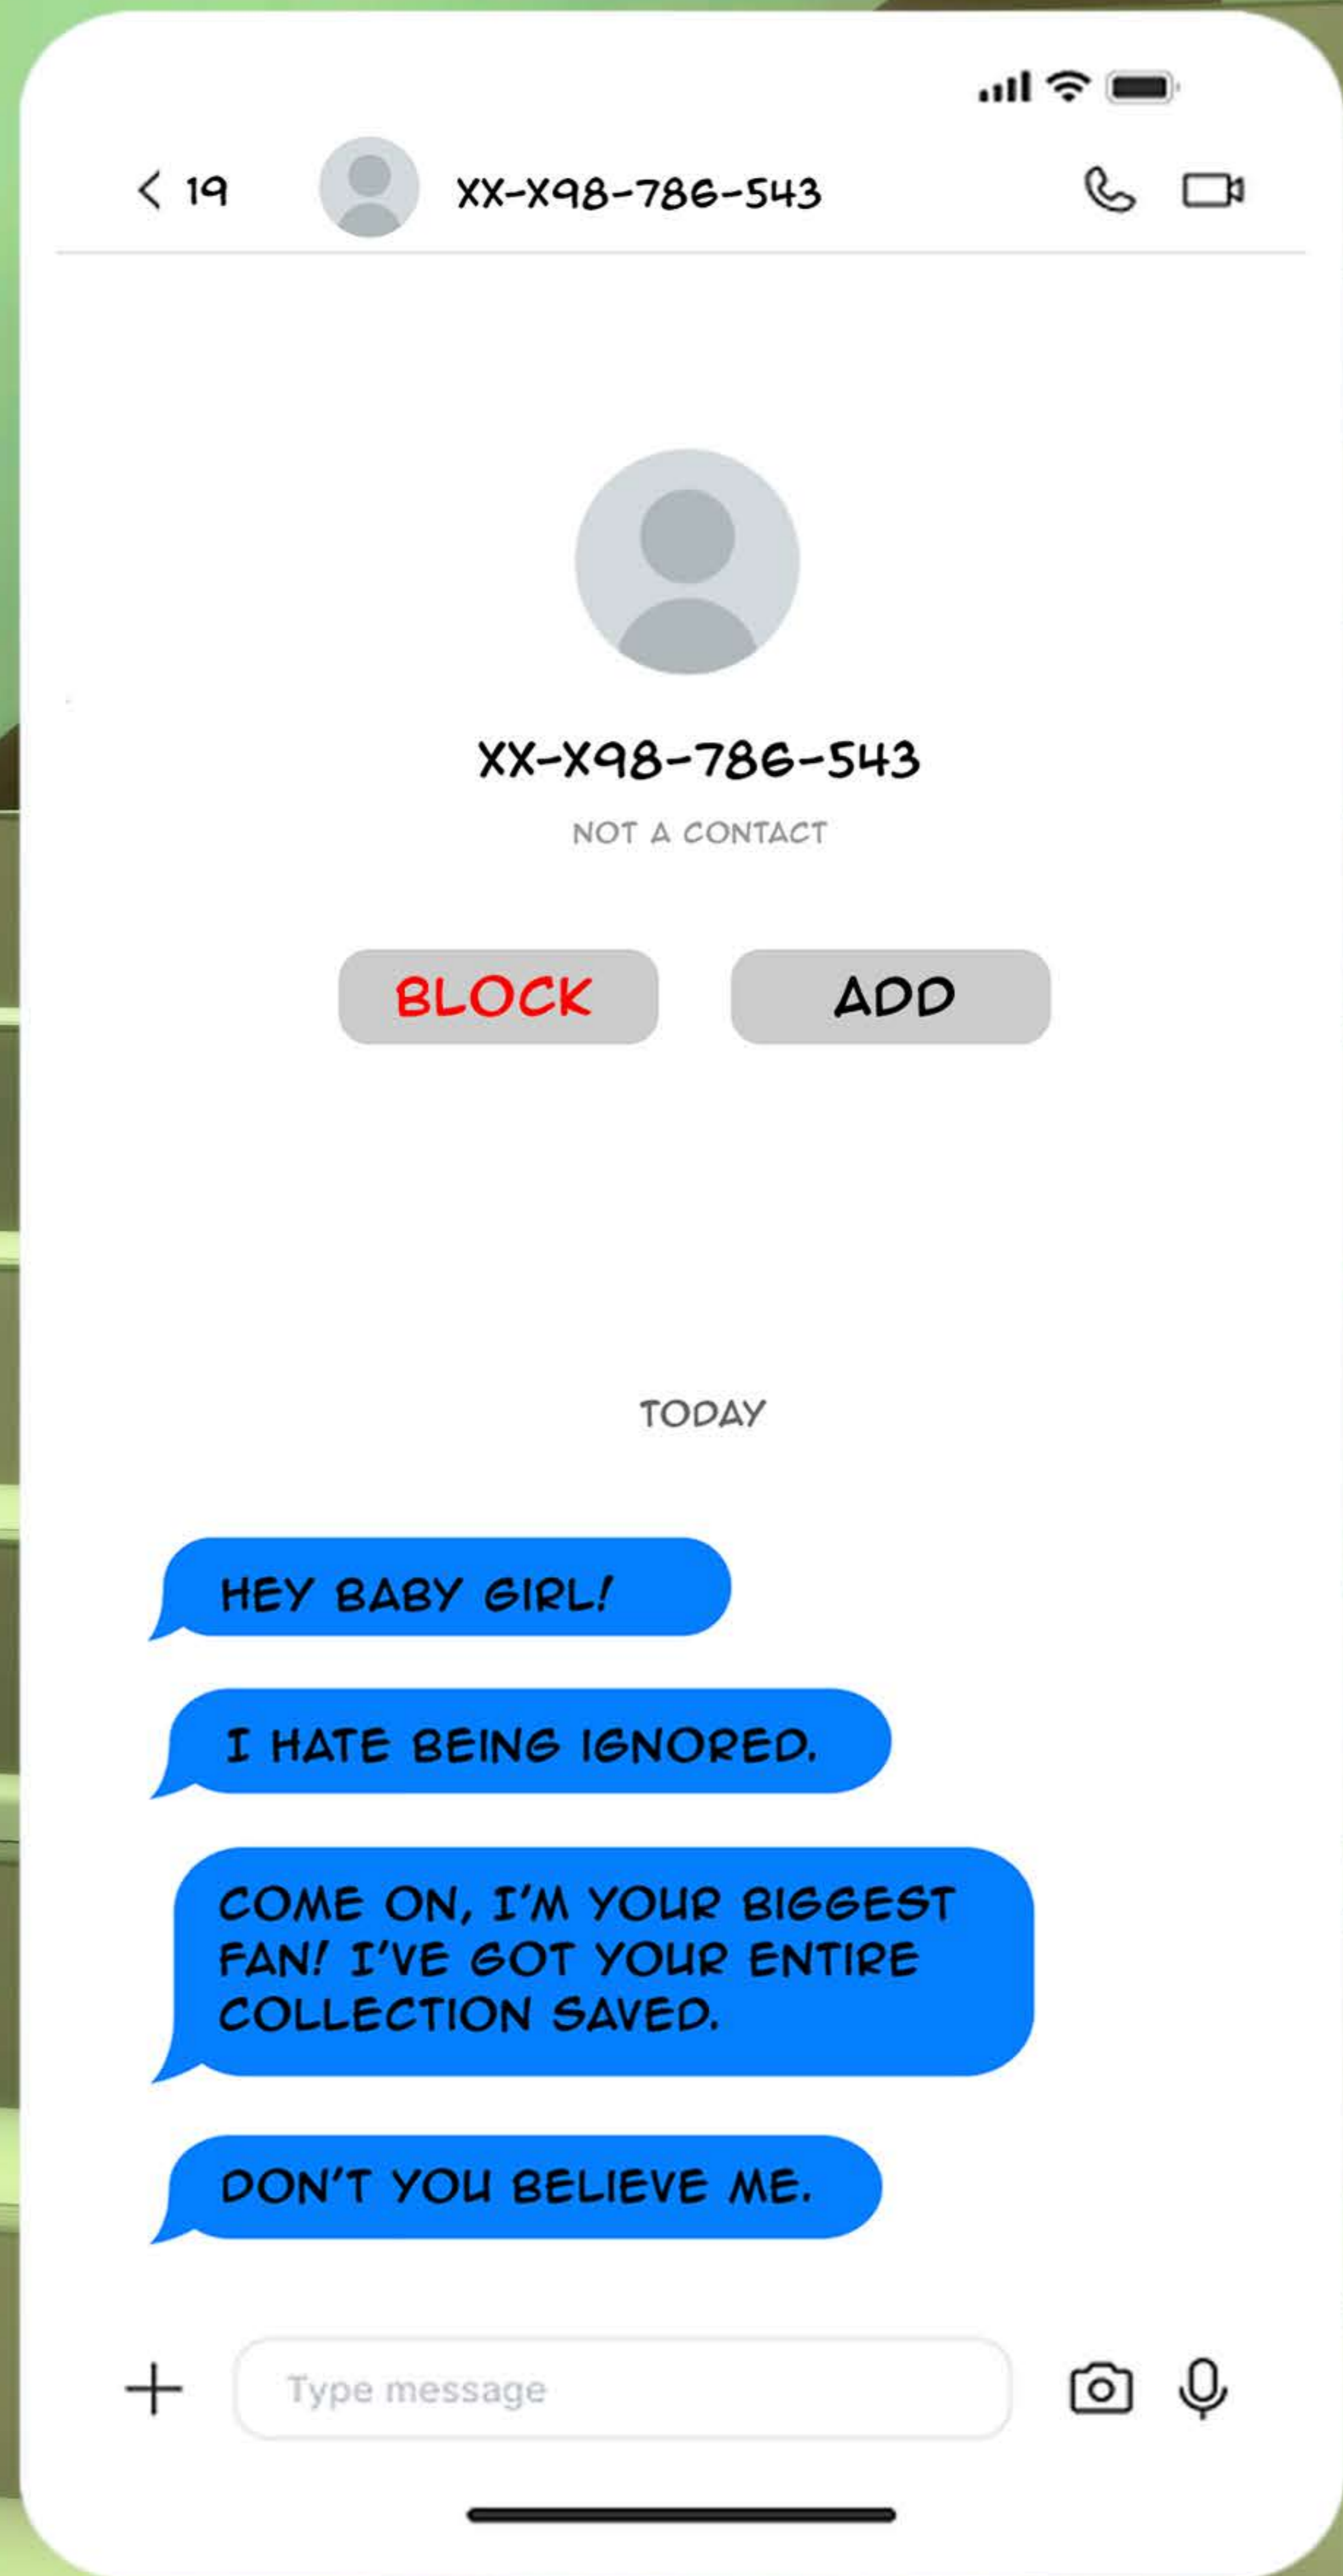 19 XX-X98-786-543
XX-X98-786-543
NOT A CONTACT
BLOCK ADD
TODAY
HEY BABY GIRL!
I HATE BEING IGNORED.
COME ON, I'M YOUR BIGGEST
FAN! I'VE GOT YOUR ENTIRE
COLLECTION SAVED.
DON'T YOU BELIEVE ME.
Type message